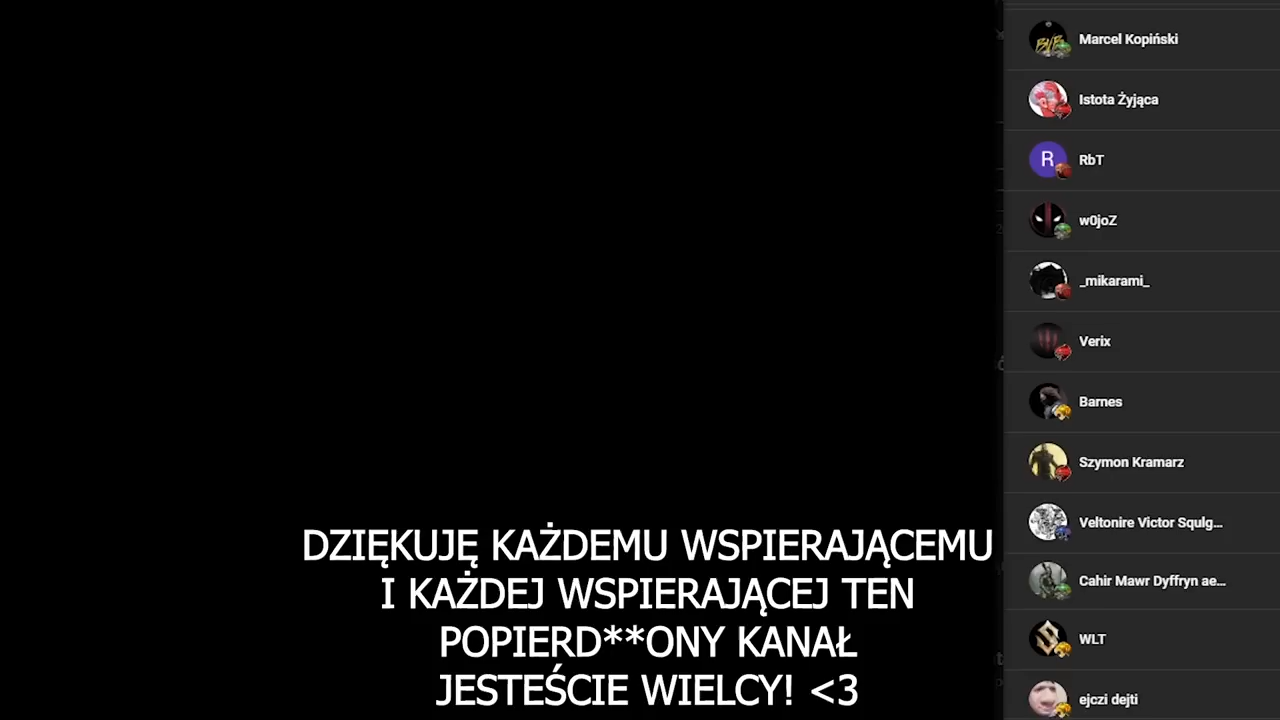 Marcel Kopiński
Istota Żyjąca
R
RbT
w0joZ
_mikarami_
Verix
Barnes
Szymon Kramarz
Veltonire Victor Squlg...
Cahir Mawr Dyffryn ae...
WLT
ejczi dejti
DZIĘKUJĘ KAŻDEMU WSPIERAJĄCEMU
I KAŻDEJ WSPIERAJĄCEJ TEN
POPIERD**ONY KANAŁ
JESTEŚCIE WIELCY! <3